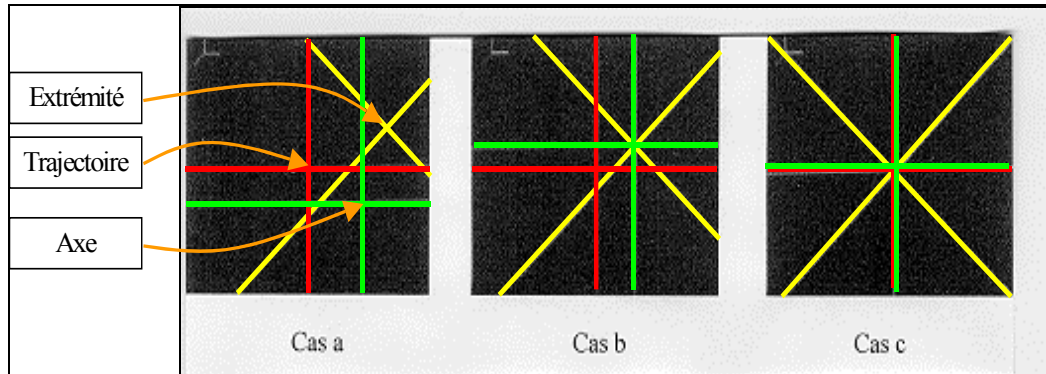 Extrémité
Trajectoire
Axe
Cas a
Cas b
Cas c